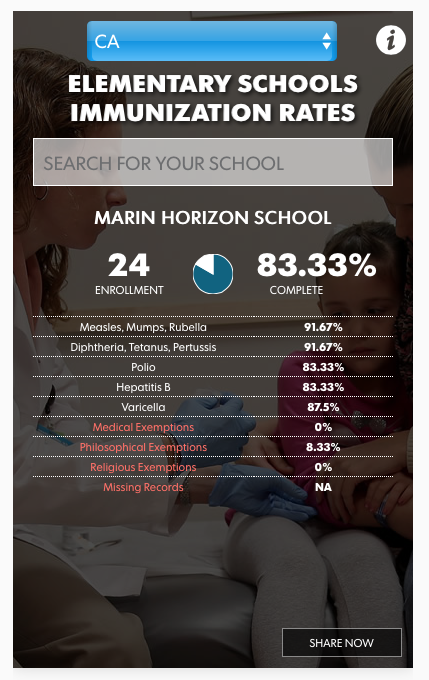 CA
i
ELEMENTARY SCHOOLS
IMMUNIZATION RATES
SEARCH FOR YOUR SCHOOL
MARIN HORIZON SCHOOL
24 83.33%
ENROLLMENT COMPLETE
Measles, Mumps, Rubella 91.67%
Diphtheria, Tetanus, Pertussis 91.67%
Polio 83.33%
Hepatitis B 83.33%
Varicella 87.5%
Medical Exemptions 0%
Philosophical Exemptions 8.33%
Religious Exemptions 0%
Missing Records NA
SHARE NOW